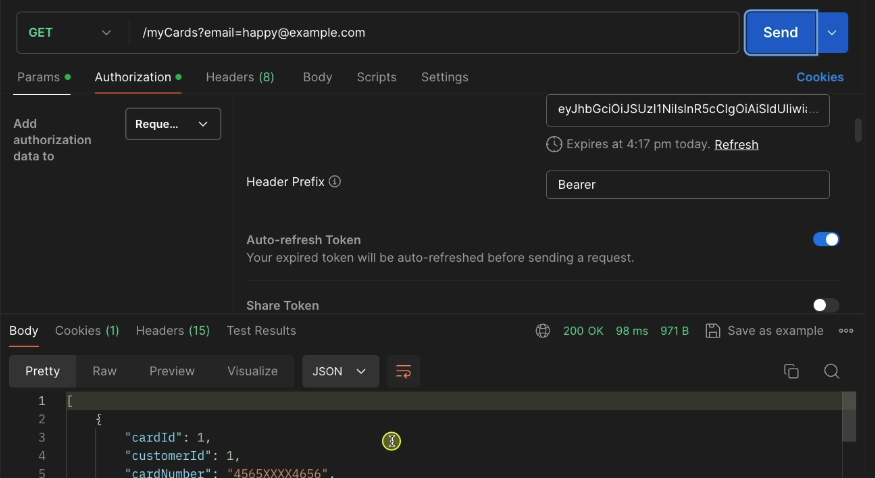 GET /myCards?email=happy@example.com Send
Params Authorization Headers (8) Body Scripts Settings Cookies
Add authorization data to
Reque...
Expires at 4:17 pm today. Refresh
Header Prefix
Bearer
Auto-refresh Token
Your expired token will be auto-refreshed before sending a request.
Share Token
Body Cookies (1) Headers (15) Test Results 200 OK 98 ms 971 B Save as example
Pretty Raw Preview Visualize JSON
1 [
2 {
3 "cardId": 1,
4 "customerId": 1,
5 "cardNumber": "4565XXXX4656",